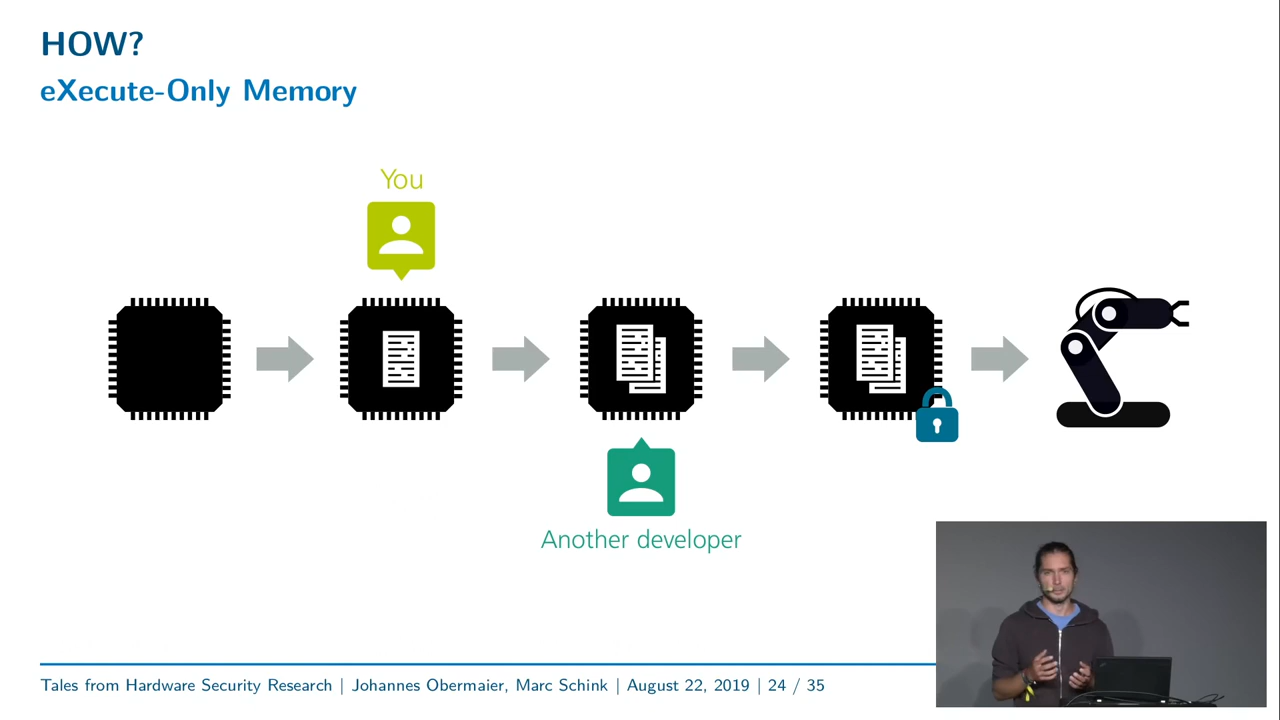 HOW?
eXecute-Only Memory
You
Another developer
Tales from Hardware Security Research | Johannes Obermaier, Marc Schink | August 22, 2019 | 24 / 35